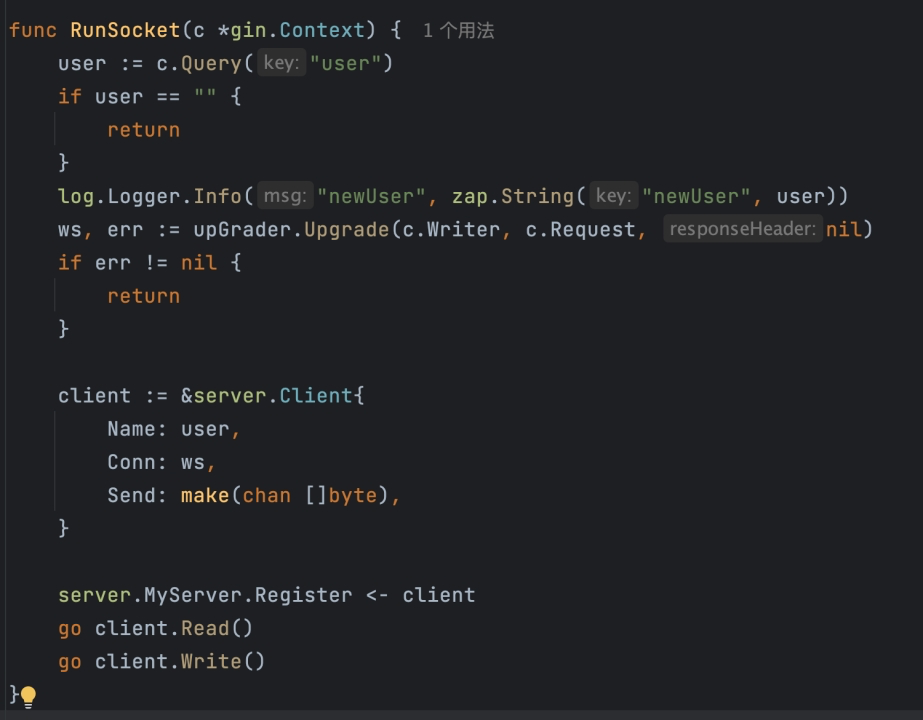 func RunSocket(c *gin.Context) { 1 个用法
    user := c.Query( key: "user")
    if user == "" {
        return
    }
    log.Logger.Info( msg: "newUser", zap.String( key: "newUser", user))
    ws, err := upGrader.Upgrade(c.Writer, c.Request, responseHeader: nil)
    if err != nil {
        return
    }
    client := &server.Client{
        Name: user,
        Conn: ws,
        Send: make(chan []byte),
    }
    server.MyServer.Register <- client
    go client.Read()
    go client.Write()
}